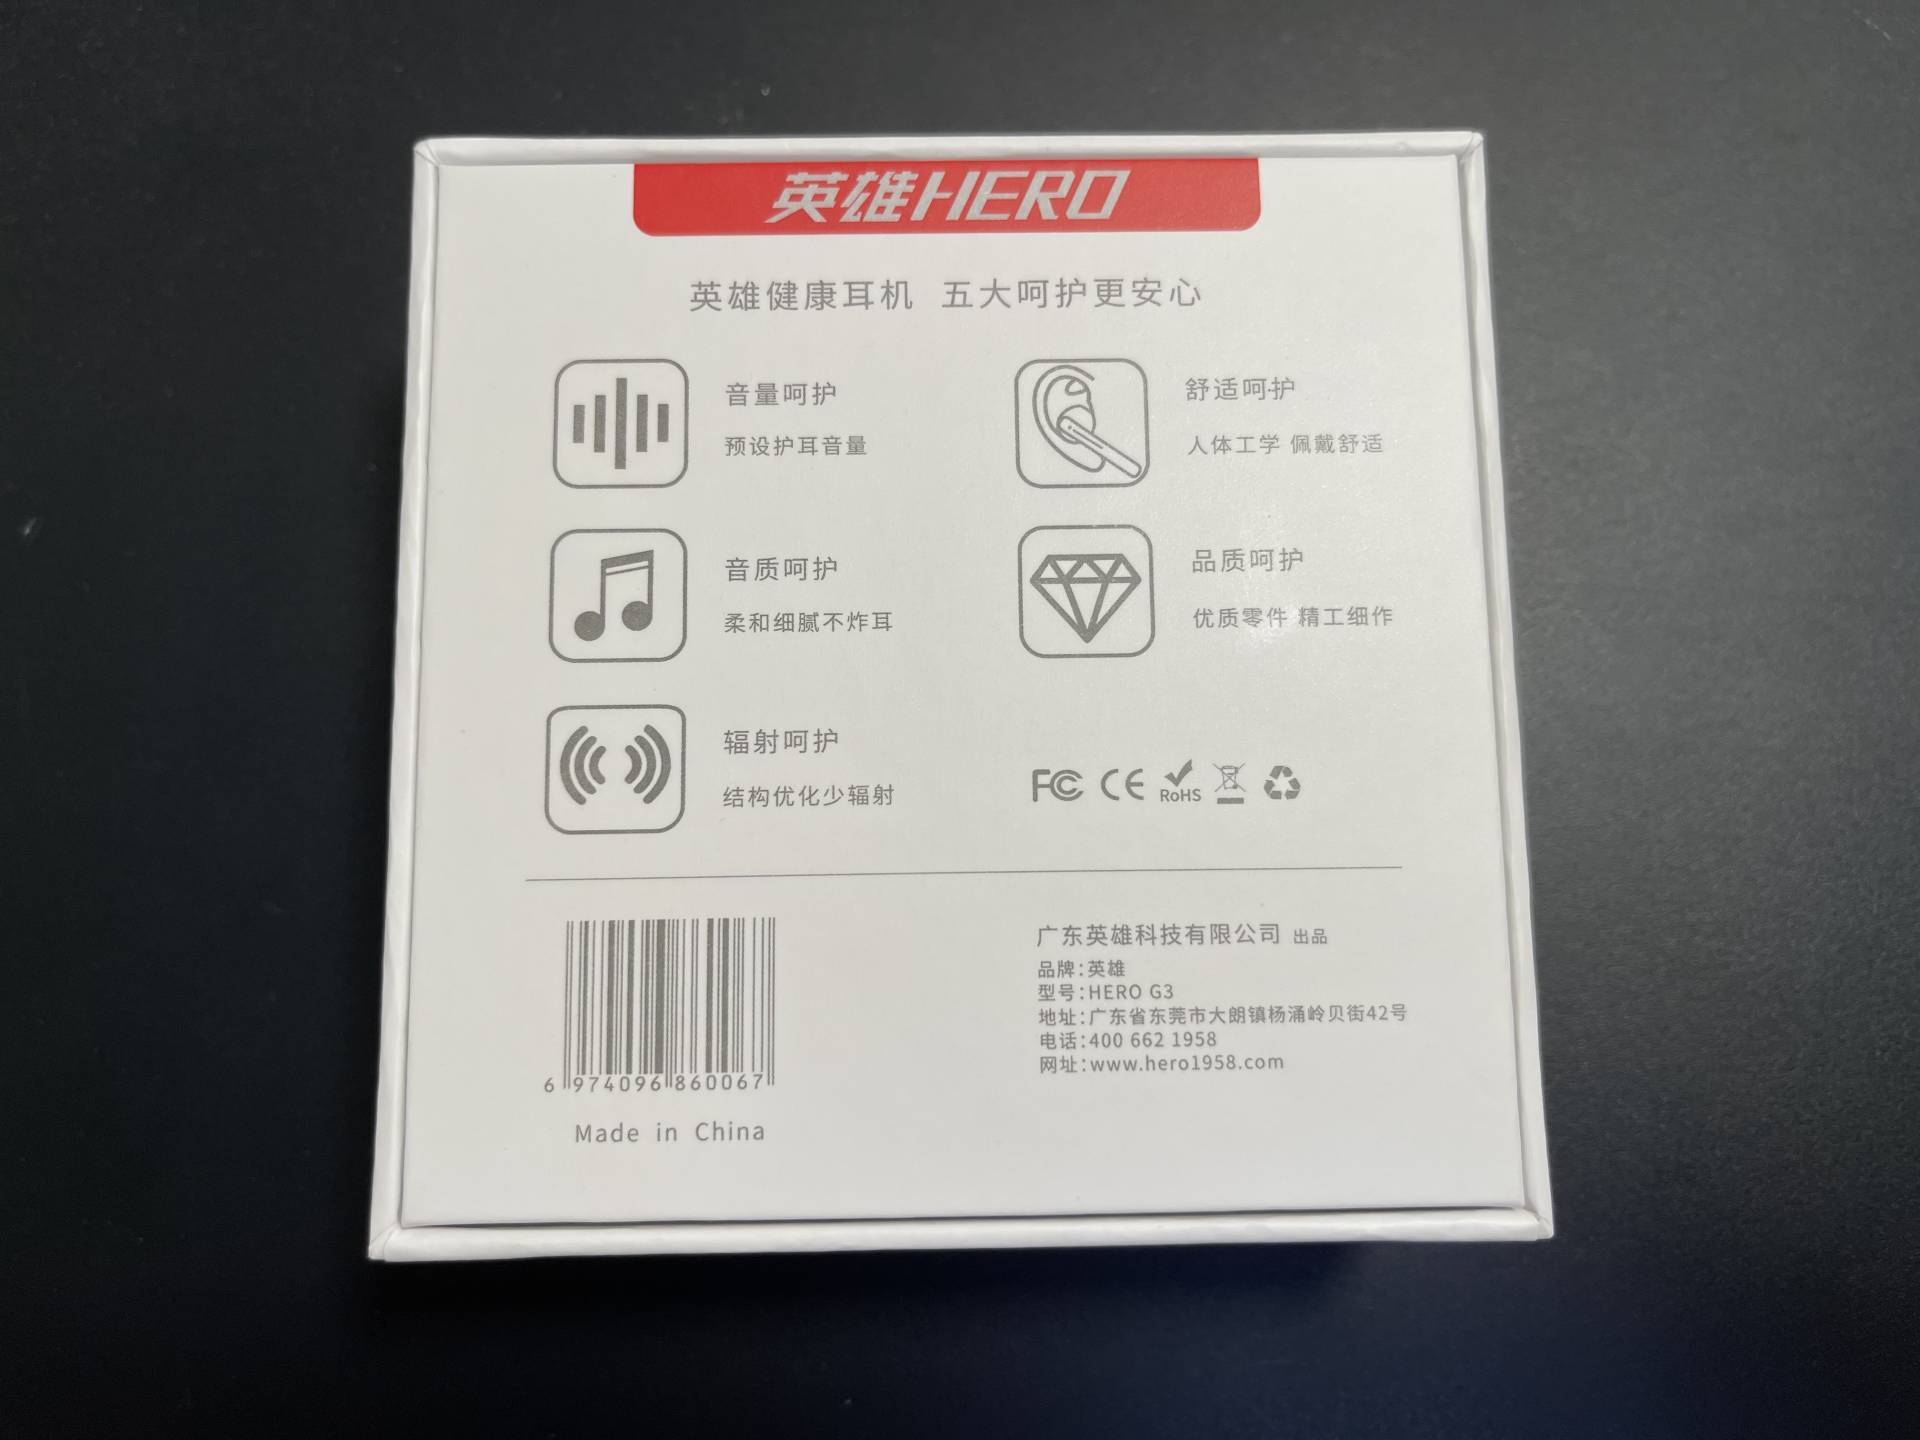 英雄HERO
英雄健康耳机 五大呵护更安心
音量呵护
预设护耳音量
舒适呵护
人体工学 佩戴舒适
音质呵护
柔和细腻不炸耳
品质呵护
优质零件 精工细作
辐射呵护
结构优化少辐射
FC CE RoHS
6 974096 860067
Made in China
广东英雄科技有限公司 出品
品牌:英雄
型号:HERO G3
地址:广东省东莞市大朗镇杨涌岭贝街42号
电话:400 662 1958
网址:www.hero1958.com